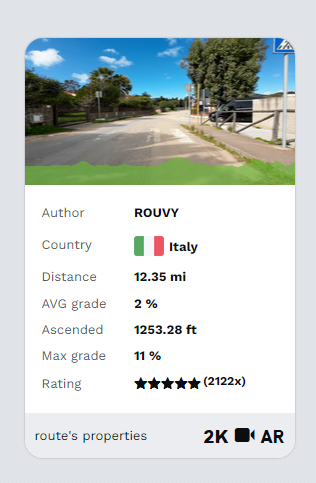 Author ROUVY
Country Italy
Distance 12.35 mi
AVG grade 2 %
Ascended 1253.28 ft
Max grade 11 %
Rating ★★★★★ (2122x)
route's properties 2K AR